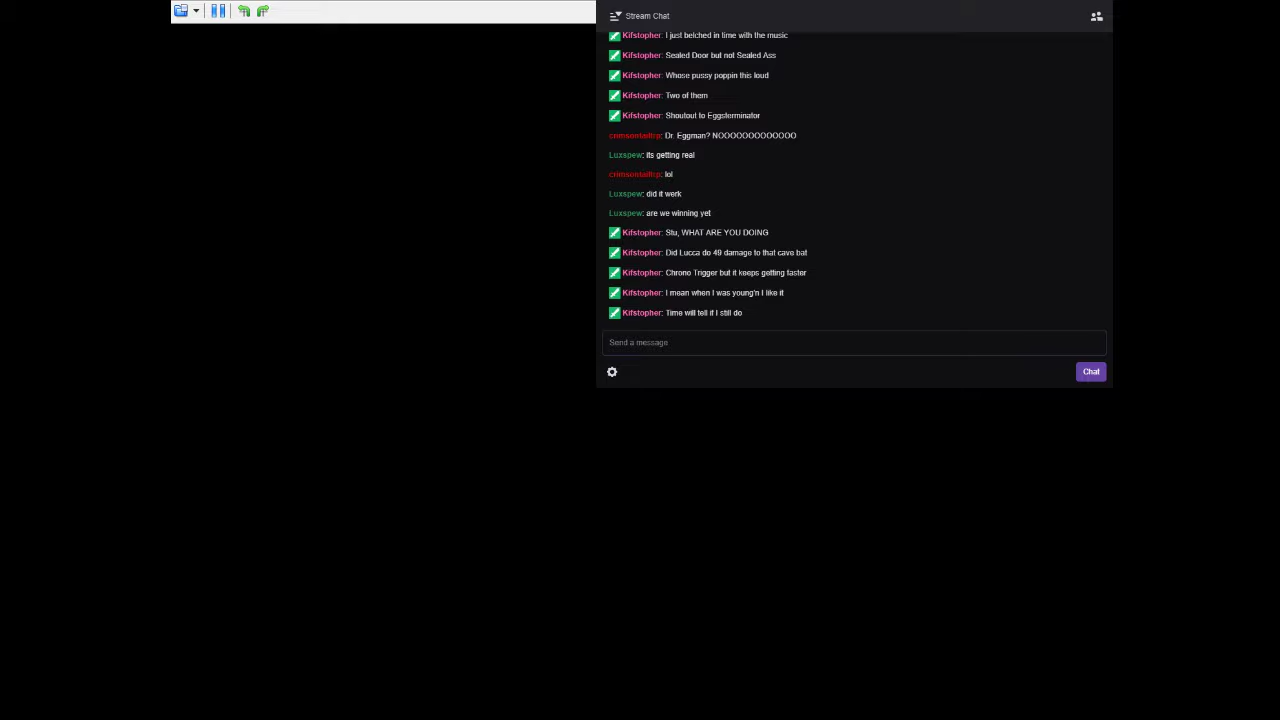 Stream Chat
Kifstopher: I just belched in time with the music
Kifstopher: Sealed Door but not Sealed Ass
Kifstopher: Whose pussy poppin this loud
Kifstopher: Two of them
Kifstopher: Shoutout to Eggsterminator
crimsontailrp: Dr. Eggman? NOOOOOOOOOOOOO
Luxspew: its getting real
crimsontailrp: lol
Luxspew: did it werk
Luxspew: are we winning yet
Kifstopher: Stu, WHAT ARE YOU DOING
Kifstopher: Did Lucca do 49 damage to that cave bat
Kifstopher: Chrono Trigger but it keeps getting faster
Kifstopher: I mean when I was young'n I like it
Kifstopher: Time will tell if I still do
Send a message
Chat